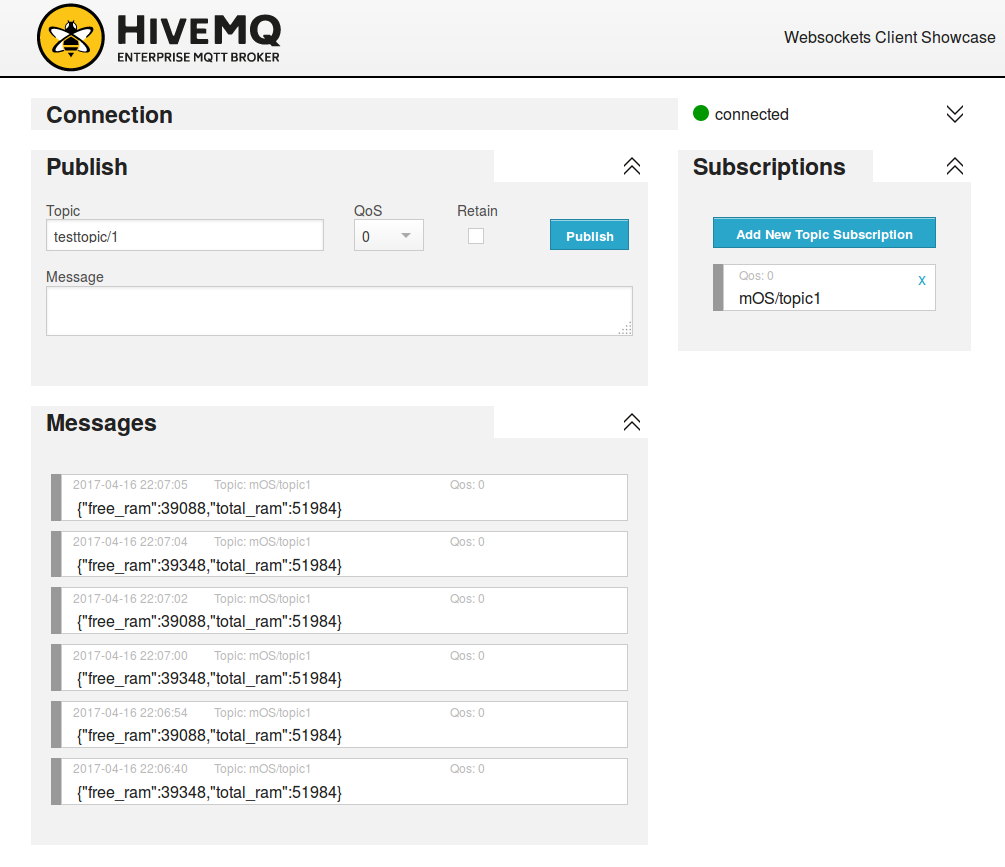 HIVEMQ
ENTERPRISE MQTT BROKER
Websockets Client Showcase
Connection
connected
Publish
Topic
QoS
Retain
testtopic/1
0
Publish
Message
Subscriptions
Add New Topic Subscription
Qos: 0
x
mOS/topic1
Messages
2017-04-16 22:07:05 Topic: mOS/topic1 Qos: 0
{"free_ram":39088,"total_ram":51984}
2017-04-16 22:07:04 Topic: mOS/topic1 Qos: 0
{"free_ram":39348,"total_ram":51984}
2017-04-16 22:07:02 Topic: mOS/topic1 Qos: 0
{"free_ram":39088,"total_ram":51984}
2017-04-16 22:07:00 Topic: mOS/topic1 Qos: 0
{"free_ram":39348,"total_ram":51984}
2017-04-16 22:06:54 Topic: mOS/topic1 Qos: 0
{"free_ram":39088,"total_ram":51984}
2017-04-16 22:06:40 Topic: mOS/topic1 Qos: 0
{"free_ram":39348,"total_ram":51984}